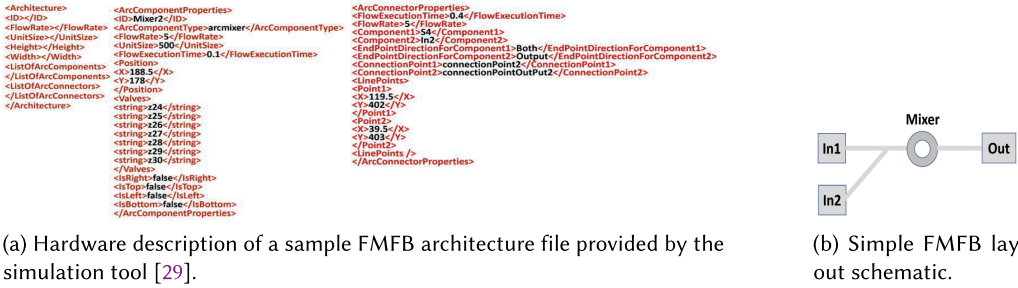 <Architecture>
<ID></ID>
<FlowRate></FlowRate>
<UnitSize></UnitSize>
<Height></Height>
<Width></Width>
<ListOfArcComponents>
</ListOfArcComponents>
<ListOfArcConnectors>
</ListOfArcConnectors>
</Architecture>
<ArcComponentProperties>
<ID>Mixer2</ID>
<ArcComponentType>arcmixer</ArcComponentType>
<FlowRate>5</FlowRate>
<UnitSize>500</UnitSize>
<FlowExecutionTime>0.1</FlowExecutionTime>
<Position>
<X>188.5</X>
<Y>178</Y>
</Position>
<Valves>
<string>z24</string>
<string>z25</string>
<string>z26</string>
<string>z27</string>
<string>z28</string>
<string>z29</string>
<string>z30</string>
</Valves>
<IsRight>false</IsRight>
<IsTop>false</IsTop>
<IsLeft>false</IsLeft>
<IsBottom>false</IsBottom>
</ArcComponentProperties>
<ArcConnectorProperties>
<FlowExecutionTime>0.4</FlowExecutionTime>
<FlowRate>5</FlowRate>
<Component1>S4</Component1>
<Component2>In2</Component2>
<EndPointDirectionForComponent1>Both</EndPointDirectionForComponent1>
<EndPointDirectionForComponent2>Output</EndPointDirectionForComponent2>
<ConnectionPoint1>connectionPoint2</ConnectionPoint1>
<ConnectionPoint2>connectionPointOutPut2</ConnectionPoint2>
<LinePoints>
<Point1>
<X>119.5</X>
<Y>402</Y>
</Point1>
<Point2>
<X>39.5</X>
<Y>403</Y>
</Point2>
<LinePoints />
</ArcConnectorProperties>
Mixer
In1
Out
In2
(a) Hardware description of a sample FMFB architecture file provided by the
simulation tool [29].
(b) Simple FMFB lay
out schematic.